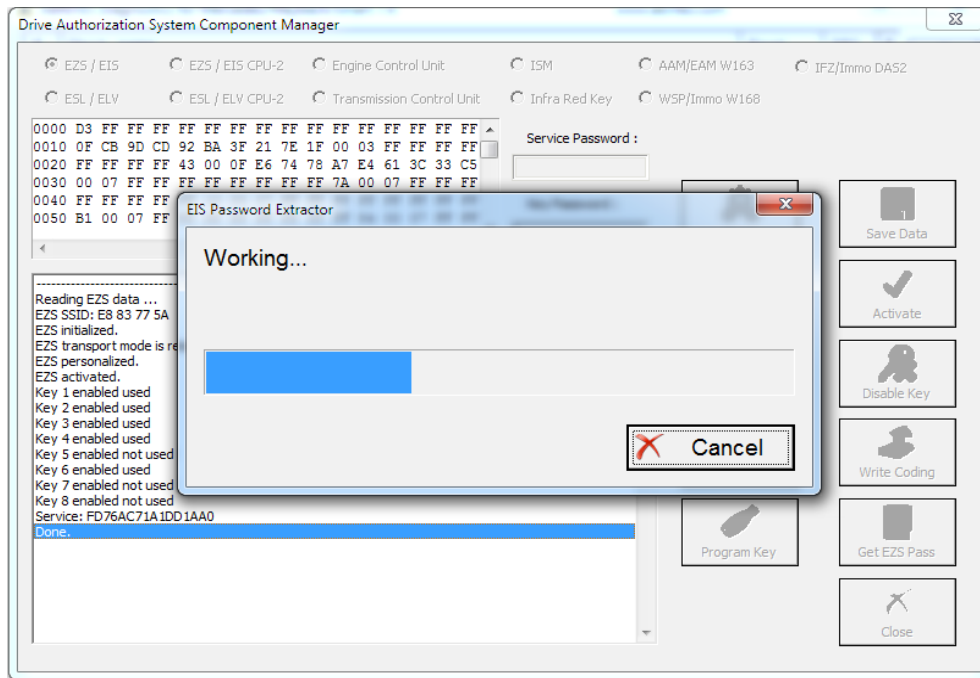 Drive Authorization System Component Manager
EZS / EIS
EZS / EIS CPU-2
Engine Control Unit
ISM
AAM/EAM W163
IFZ/Immo DAS2
ESL / ELV
ESL / ELV CPU-2
Transmission Control Unit
Infra Red Key
WSP/Immo W168
0000 D3 FF FF FF FF FF FF FF FF FF FF FF FF FF FF FF
0010 0F CB 9D CD 92 BA 3F 21 7E 1F 00 03 FF FF FF FF
0020 FF FF FF FF 43 00 0F E6 74 78 A7 E4 61 3C 33 C5
0030 00 07 FF FF FF FF FF FF FF FF 7A 00 07 FF FF FF
0040 FF FF FF
0050 B1 00 07 FF
Service Password :
EIS Password Extractor
Working...
Cancel
Reading EZS data ...
EZS SSID: E8 83 77 5A
EZS initialized.
EZS transport mode is
EZS personalized.
EZS activated.
Key 1 enabled used
Key 2 enabled used
Key 3 enabled used
Key 4 enabled used
Key 5 enabled not used
Key 6 enabled used
Key 7 enabled not used
Key 8 enabled not used
Service: FD76AC71A1DD1AA0
Done.
Save Data
Activate
Disable Key
Write Coding
Program Key
Get EZS Pass
Close